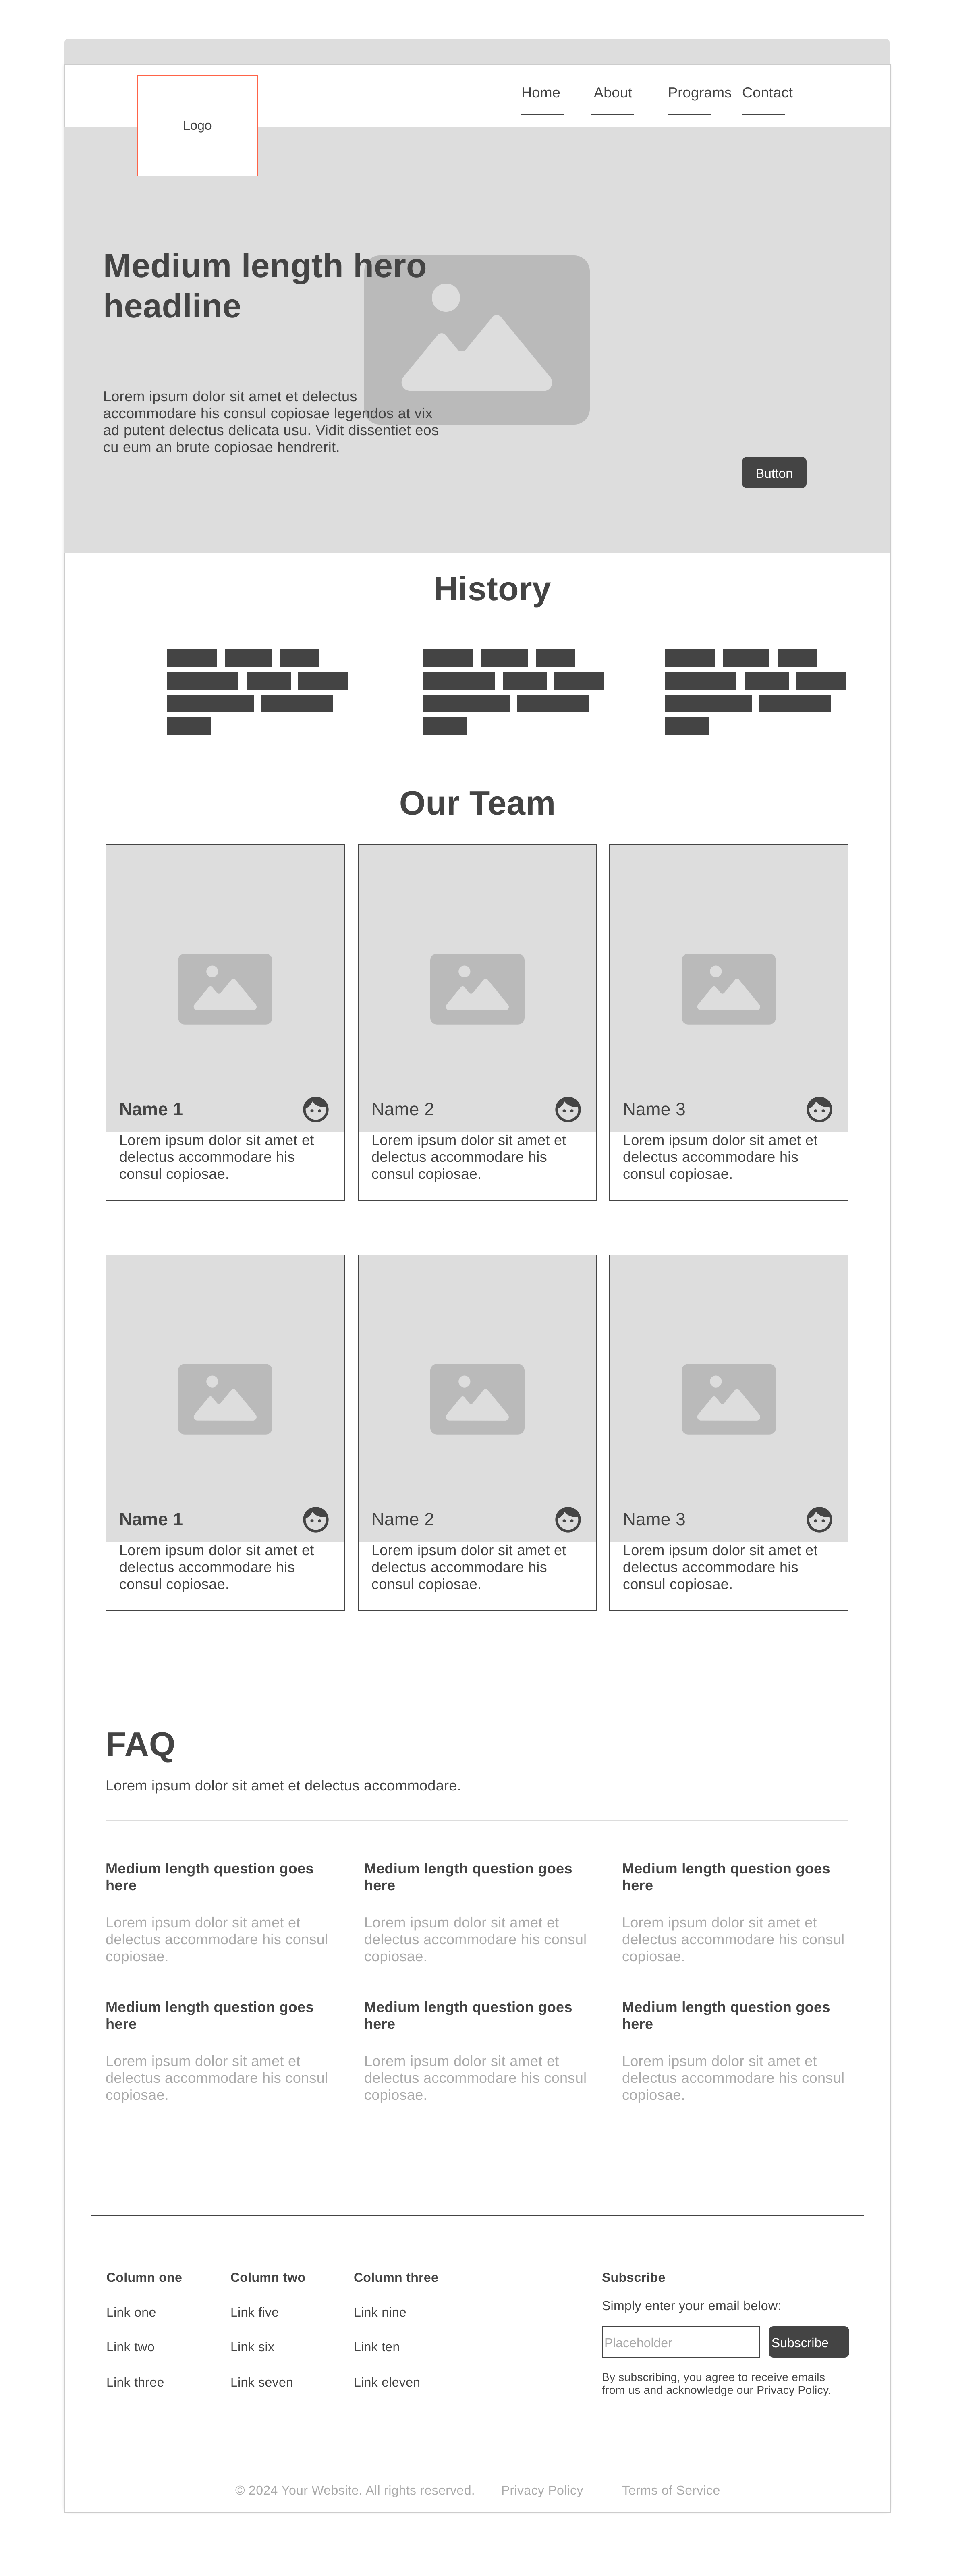 Home About Programs Contact
Logo
Medium length hero
headline
Lorem ipsum dolor sit amet et delectus
accommodare his consul copiosae legendos at vix
ad putent delectus delicata usu. Vidit dissentiet eos
cu eum an brute copiosae hendrerit.
Button
History
Our Team
Name 1
Lorem ipsum dolor sit amet et
delectus accommodare his
consul copiosae.
Name 2
Lorem ipsum dolor sit amet et
delectus accommodare his
consul copiosae.
Name 3
Lorem ipsum dolor sit amet et
delectus accommodare his
consul copiosae.
Name 1
Lorem ipsum dolor sit amet et
delectus accommodare his
consul copiosae.
Name 2
Lorem ipsum dolor sit amet et
delectus accommodare his
consul copiosae.
Name 3
Lorem ipsum dolor sit amet et
delectus accommodare his
consul copiosae.
FAQ
Lorem ipsum dolor sit amet et delectus accommodare.
Medium length question goes
here
Lorem ipsum dolor sit amet et
delectus accommodare his consul
copiosae.
Medium length question goes
here
Lorem ipsum dolor sit amet et
delectus accommodare his consul
copiosae.
Medium length question goes
here
Lorem ipsum dolor sit amet et
delectus accommodare his consul
copiosae.
Medium length question goes
here
Lorem ipsum dolor sit amet et
delectus accommodare his consul
copiosae.
Medium length question goes
here
Lorem ipsum dolor sit amet et
delectus accommodare his consul
copiosae.
Medium length question goes
here
Lorem ipsum dolor sit amet et
delectus accommodare his consul
copiosae.
Column one
Link one
Link two
Link three
Column two
Link five
Link six
Link seven
Column three
Link nine
Link ten
Link eleven
Subscribe
Simply enter your email below:
Placeholder
Subscribe
By subscribing, you agree to receive emails
from us and acknowledge our Privacy Policy.
© 2024 Your Website. All rights reserved. Privacy Policy Terms of Service